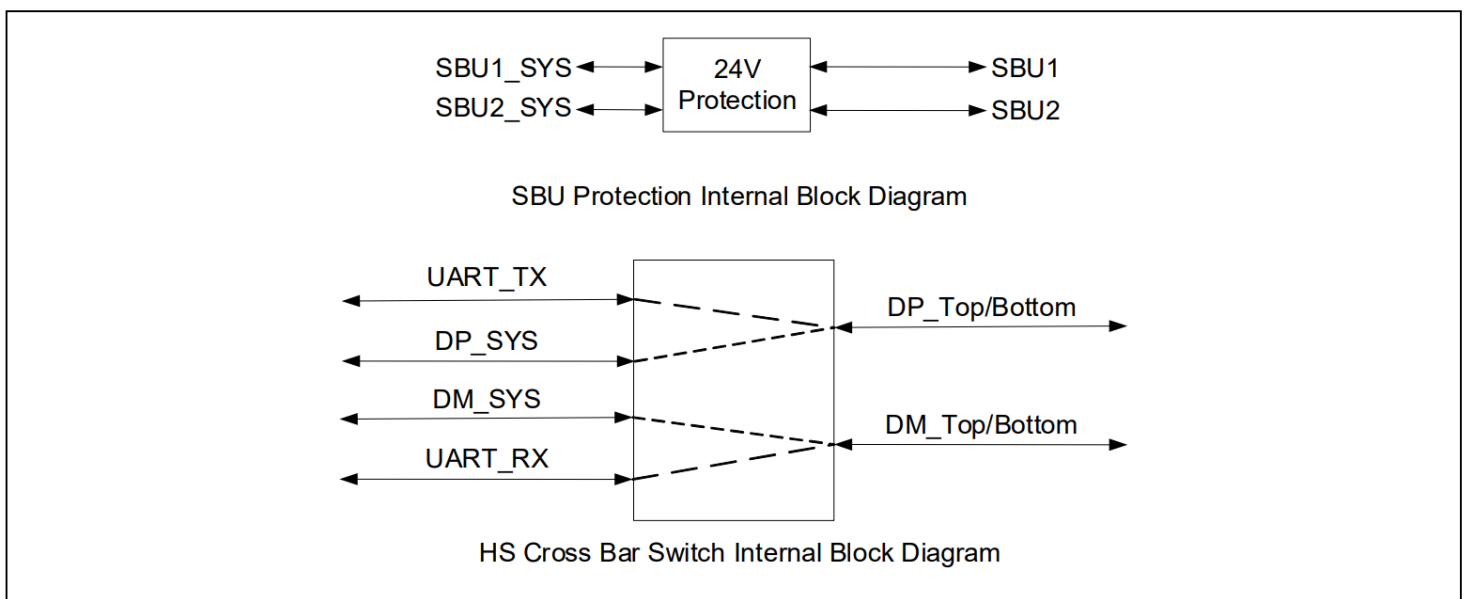 SBU1_SYS
24V
SBU1
SBU2_SYS
Protection
SBU2
SBU Protection Internal Block Diagram
UART_TX
DP_Top/Bottom
DP_SYS
DM_SYS
DM_Top/Bottom
UART_RX
HS Cross Bar Switch Internal Block Diagram